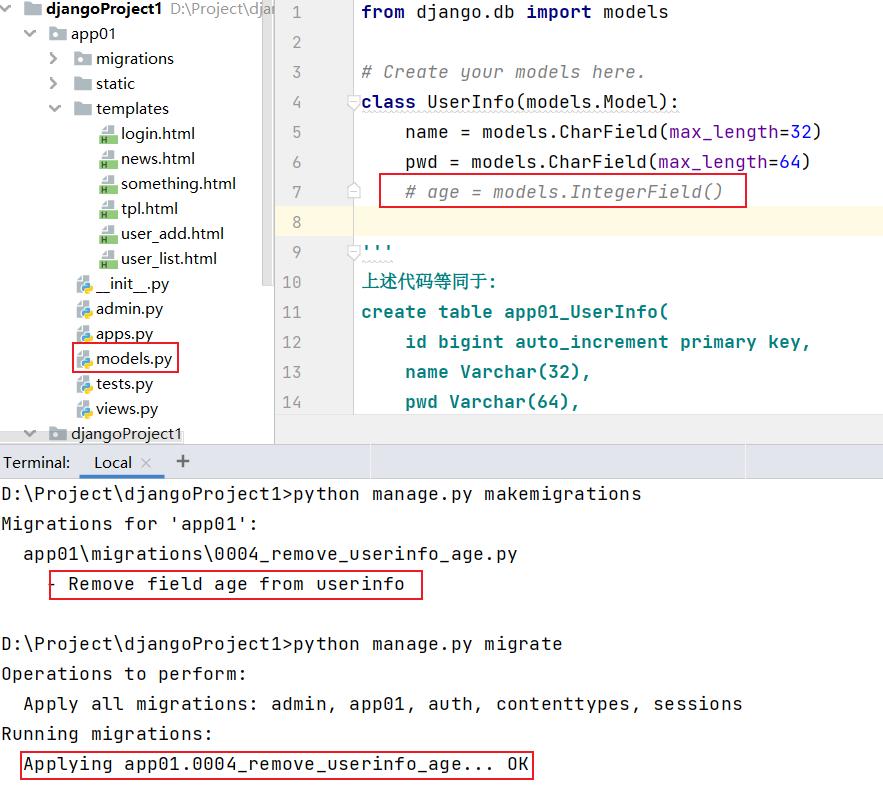 djangoProject1 D:\Project\djan
app01
migrations
static
templates
login.html
news.html
something.html
tpl.html
user_add.html
user_list.html
__init__.py
admin.py
apps.py
models.py
tests.py
views.py
djangoProject1
1 from django.db import models
2
3 # Create your models here.
4 class UserInfo(models.Model):
5 name = models.CharField(max_length=32)
6 pwd = models.CharField(max_length=64)
7 # age = models.IntegerField()
8
9 '''
10 上述代码等同于:
11 create table app01_UserInfo(
12 id bigint auto_increment primary key,
13 name Varchar(32),
14 pwd Varchar(64),
Terminal: Local × +
D:\Project\djangoProject1>python manage.py makemigrations
Migrations for 'app01':
app01\migrations\0004_remove_userinfo_age.py
- Remove field age from userinfo
D:\Project\djangoProject1>python manage.py migrate
Operations to perform:
Apply all migrations: admin, app01, auth, contenttypes, sessions
Running migrations:
Applying app01.0004_remove_userinfo_age... OK